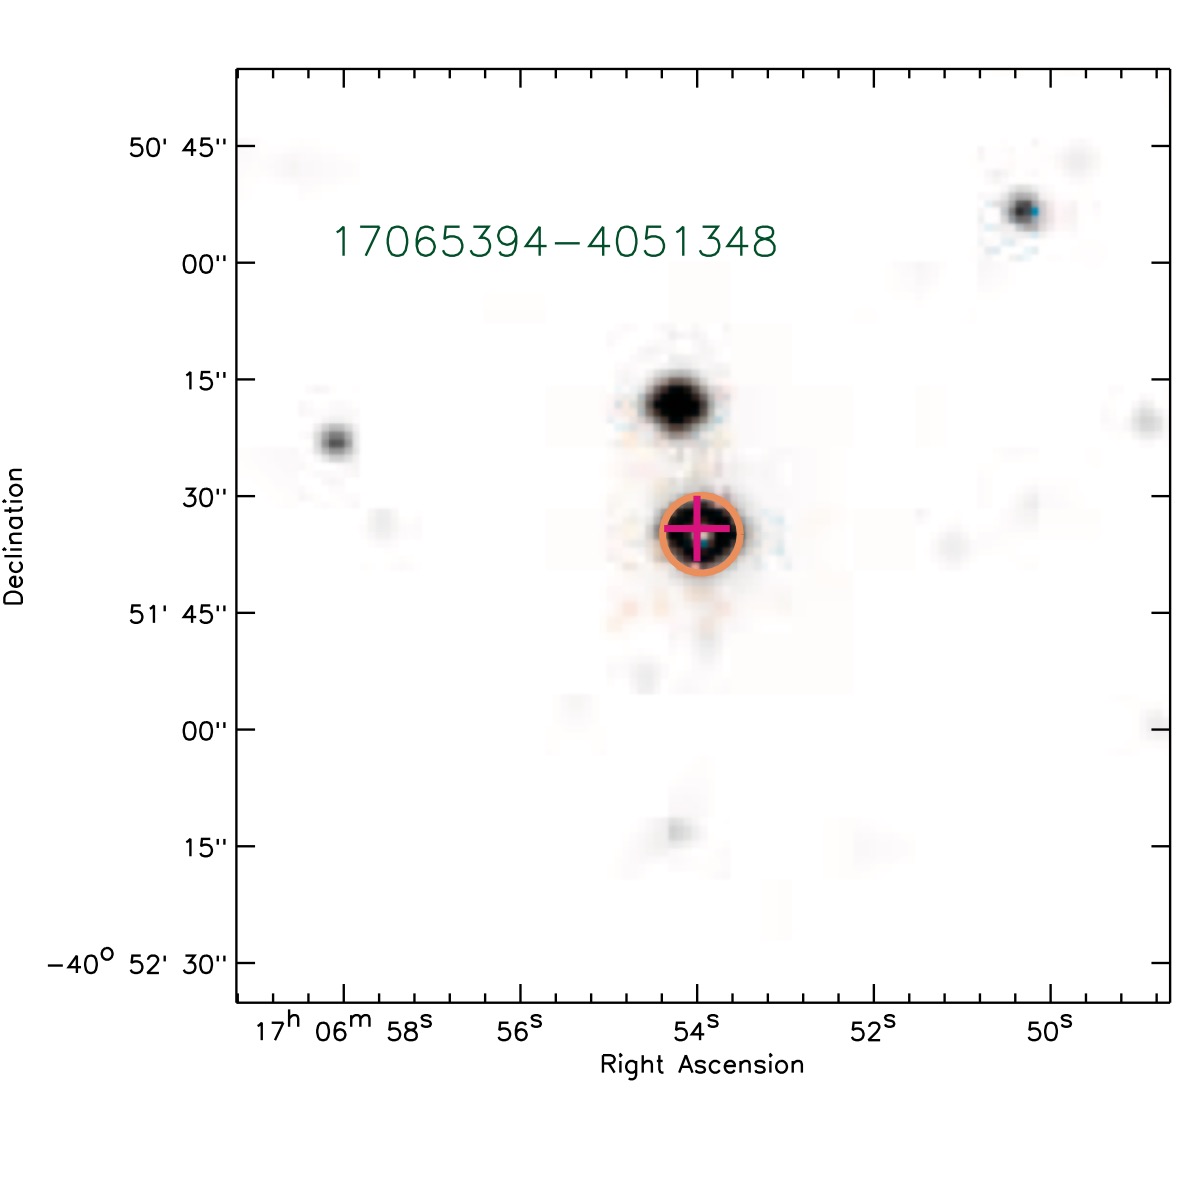 50' 45"
17065394−4051348
00"
15"
30"
51' 45"
00"
15"
−40° 52' 30"
17h 06m 58s 56s 54s 52s 50s
Right Ascension
Declination